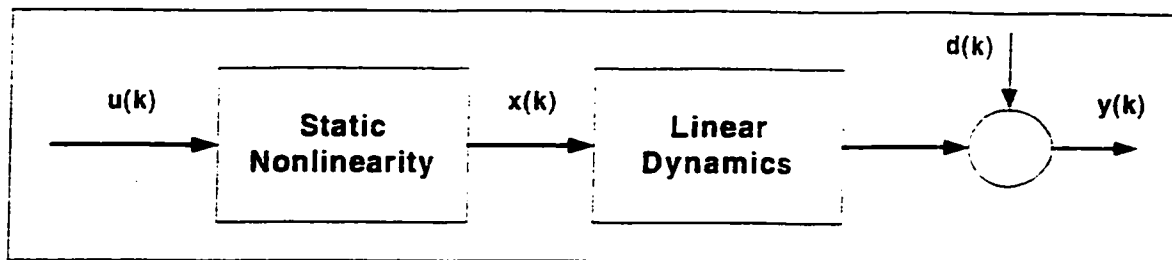 d(k)
u(k)
x(k)
y(k)
Static
Nonlinearity
Linear
Dynamics